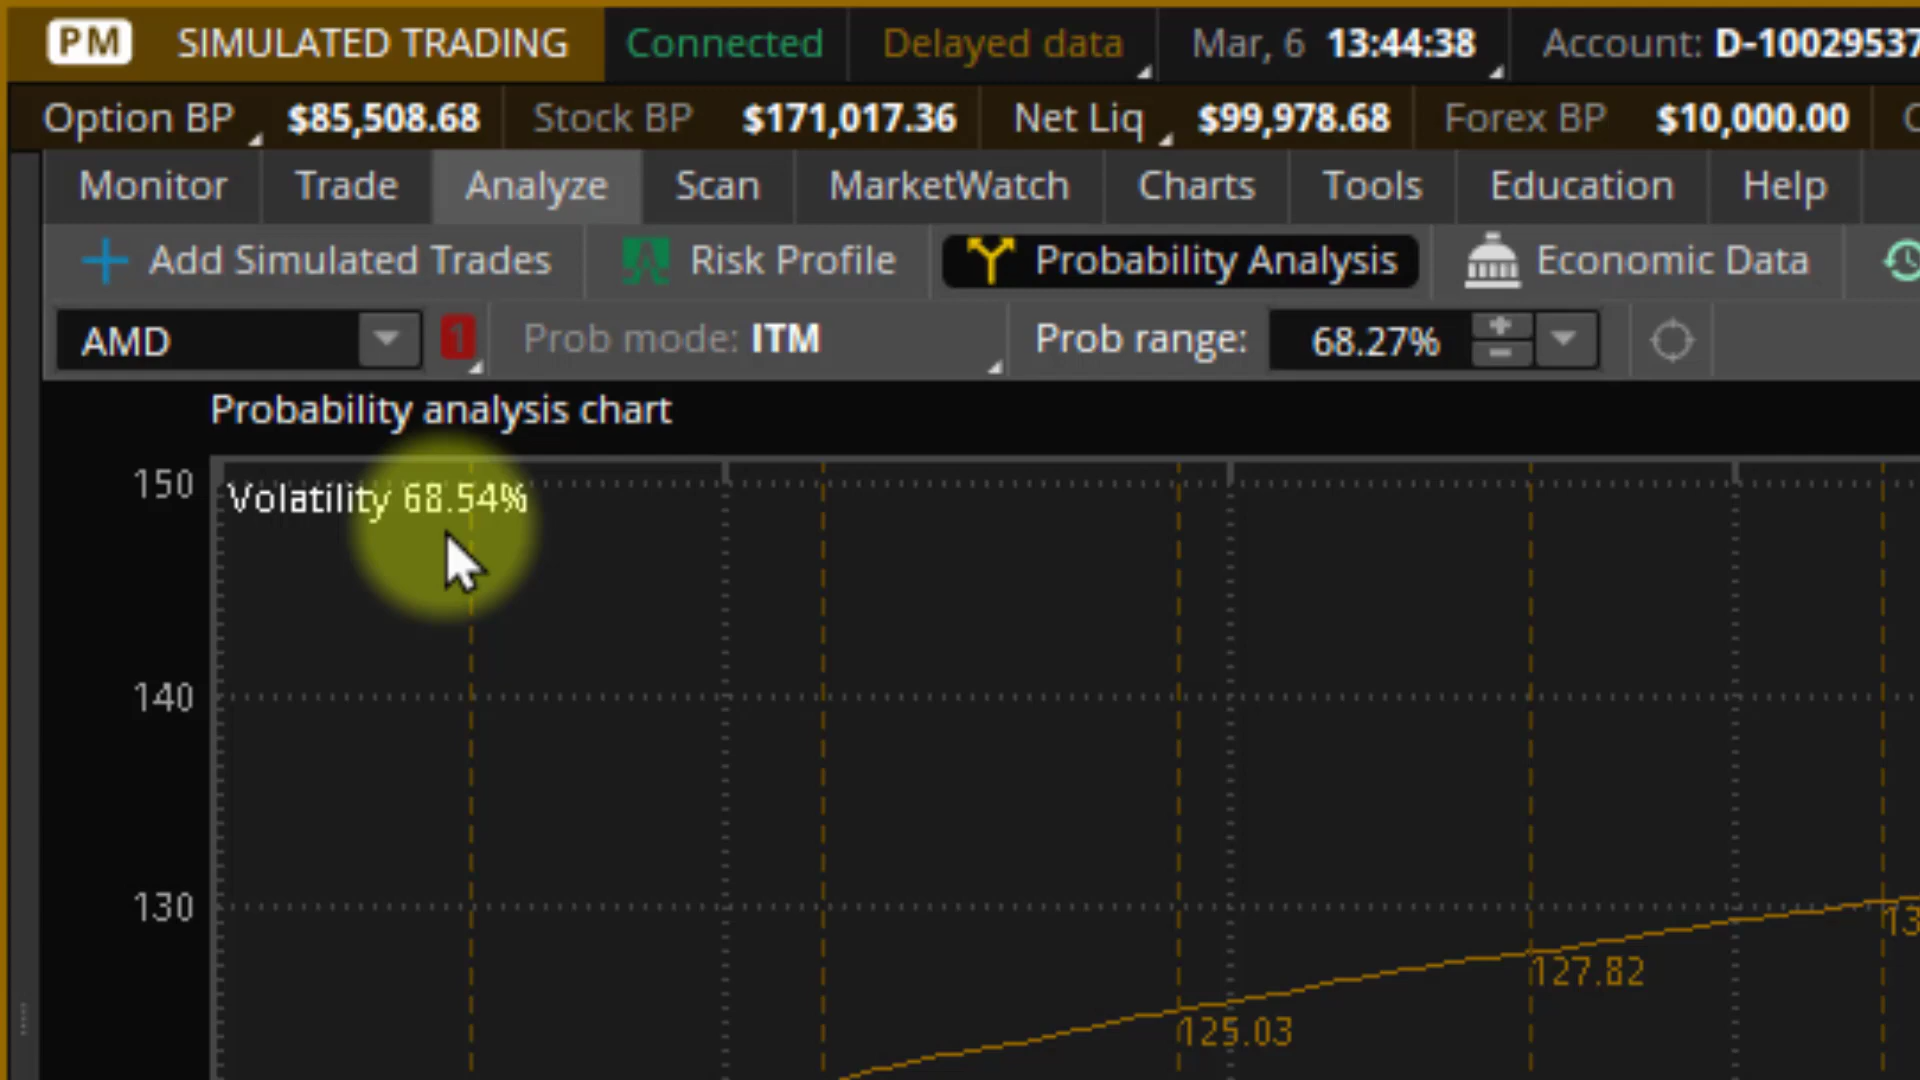 PM SIMULATED TRADING Connected Delayed data Mar, 6 13:44:38 Account: D-10029537
Option BP $85,508.68 Stock BP $171,017.36 Net Liq $99,978.68 Forex BP $10,000.00
Monitor Trade Analyze Scan MarketWatch Charts Tools Education Help
Add Simulated Trades Risk Profile Probability Analysis Economic Data
AMD 1 Prob mode: ITM Prob range: 68.27%
Probability analysis chart
150
Volatility 68.54%
140
130
13
127.82
125.03